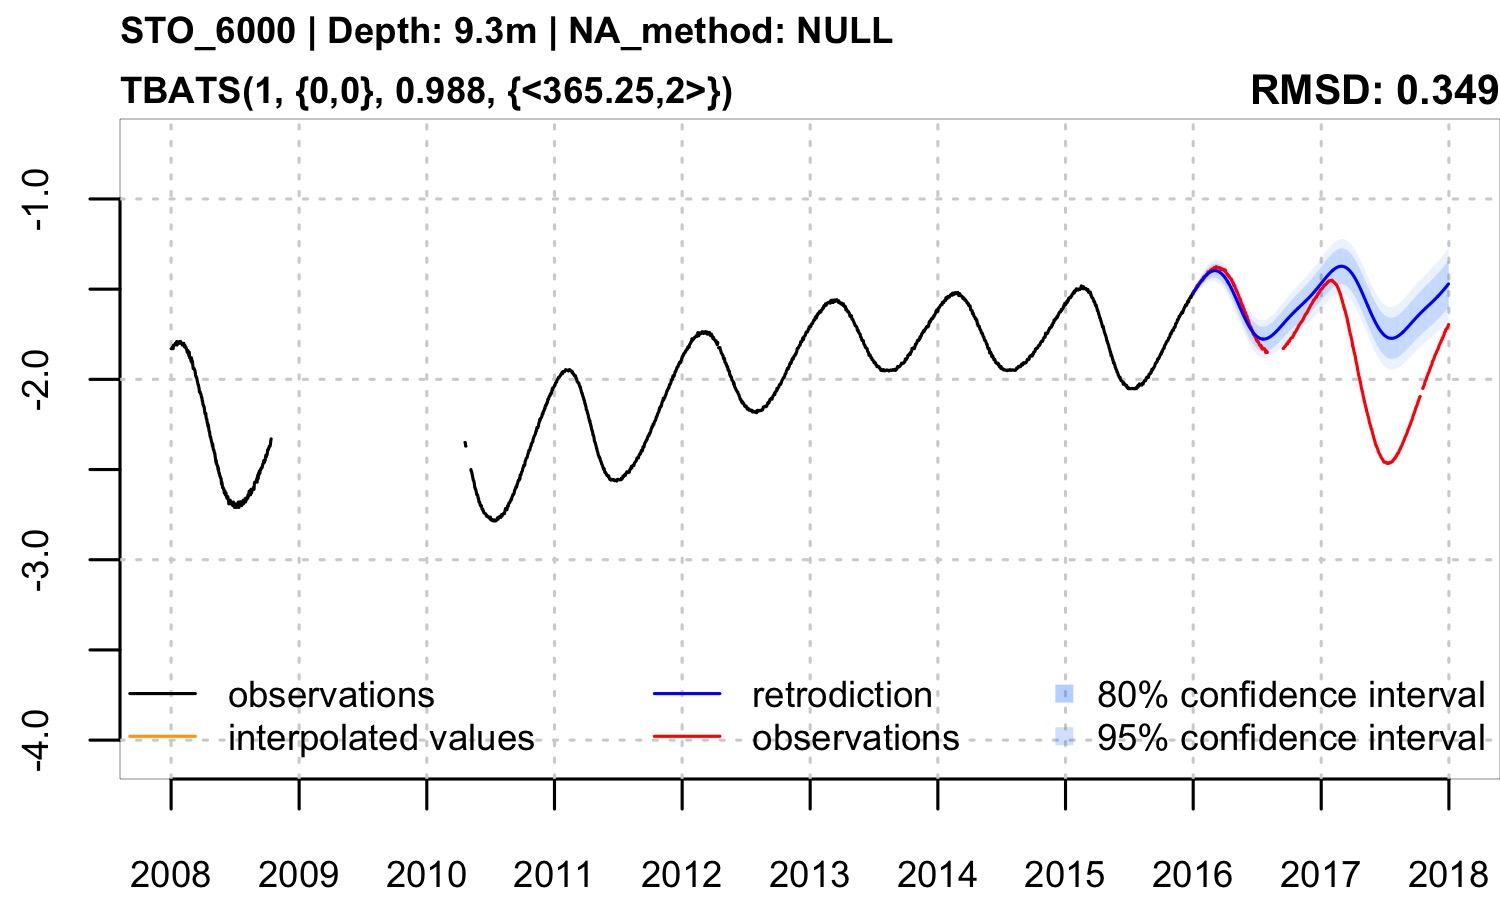 STO_6000 | Depth: 9.3m | NA_method: NULL
TBATS(1, {0,0}, 0.988, {<365.25,2>})
RMSD: 0.349
-1.0
-2.0
-3.0
-4.0
observations
interpolated values
retrodiction
observations
80% confidence interval
95% confidence interval
2008 2009 2010 2011 2012 2013 2014 2015 2016 2017 2018